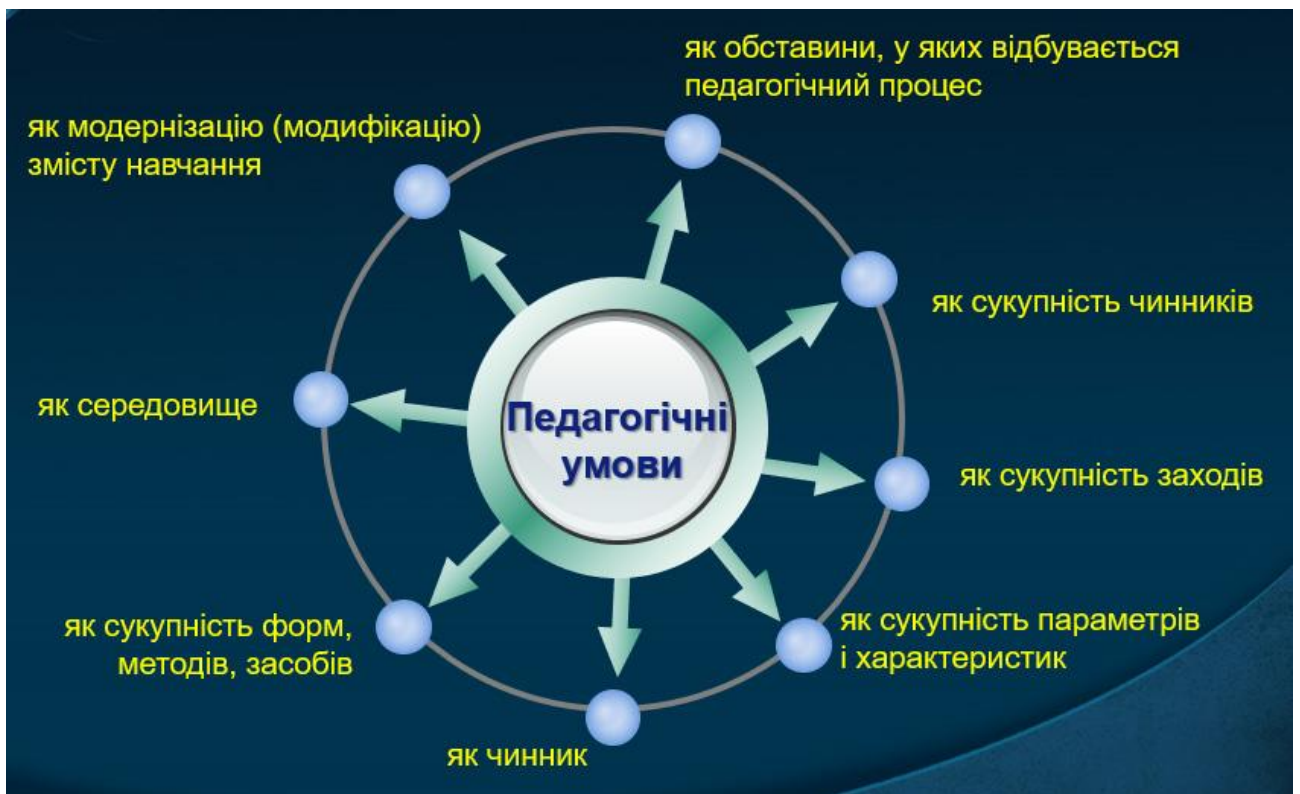 як обставини, у яких відбувається
педагогічний процес
як модернізацію (модифікацію)
змісту навчання
як сукупність чинників
як середовище
Педагогічні
умови
як сукупність заходів
як сукупність форм,
методів, засобів
як сукупність параметрів
і характеристик
як чинник